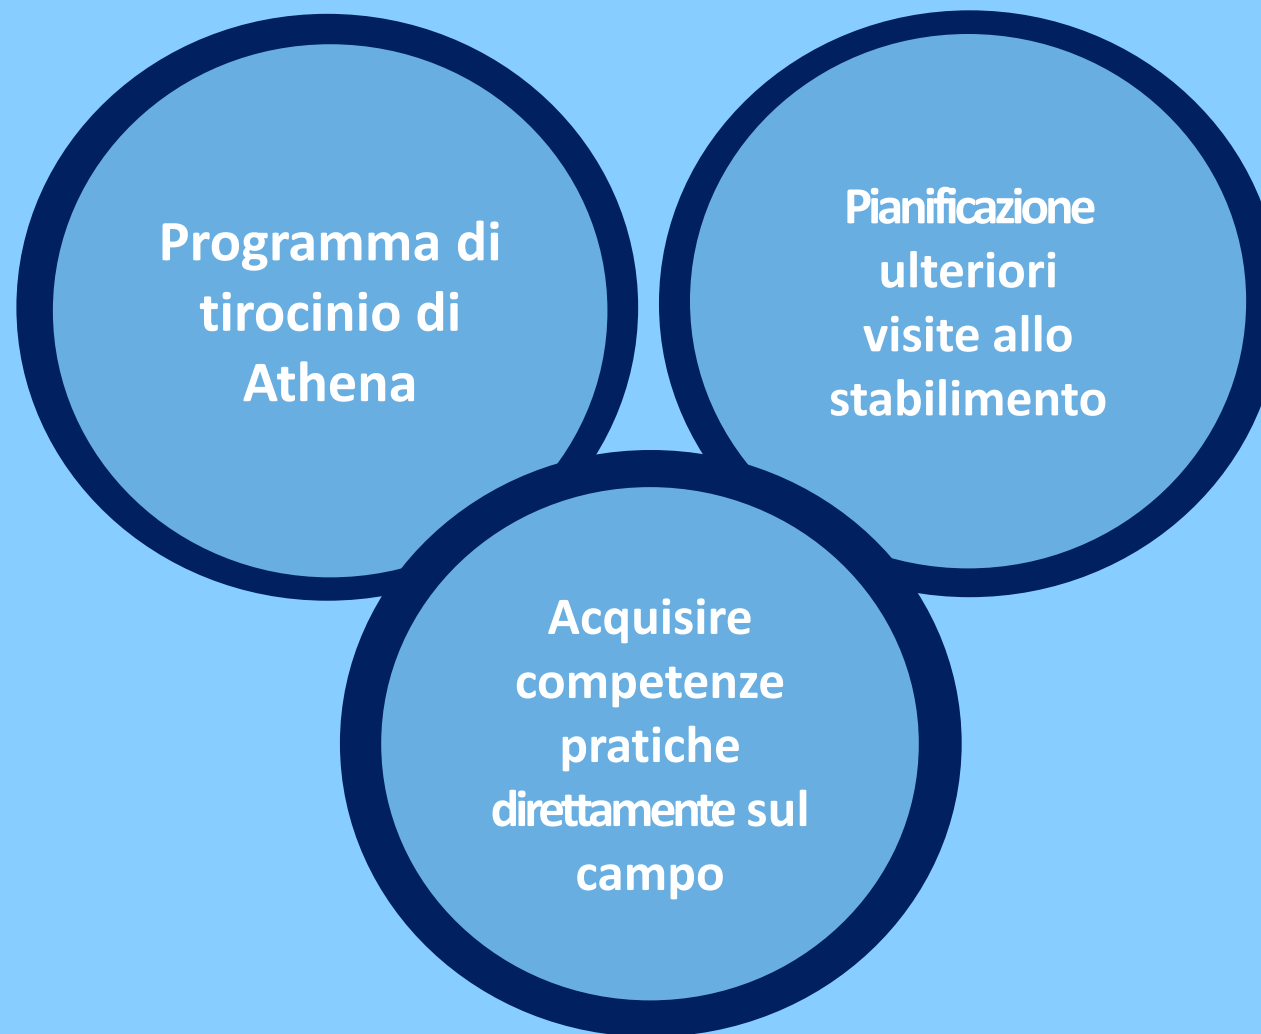 Programma di
tirocinio di
Athena
Pianificazione
ulteriori
visite allo
stabilimento
Acquisire
competenze
pratiche
direttamente sul
campo